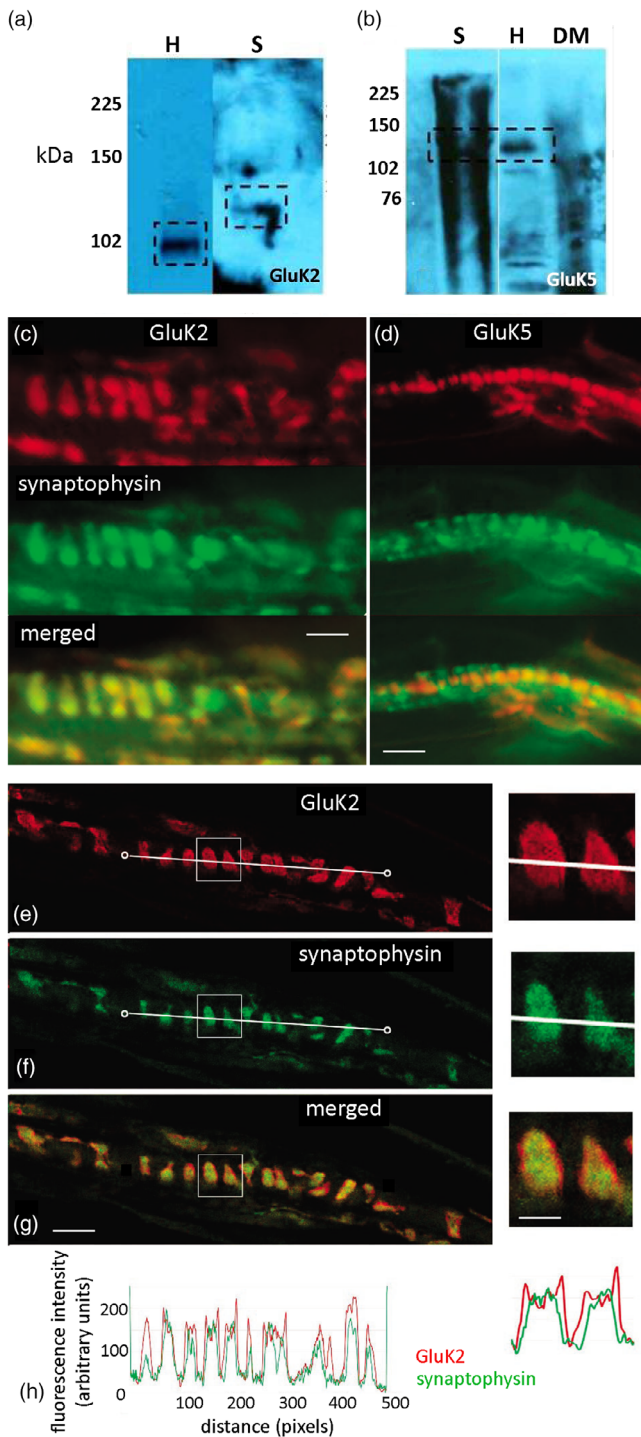 (a)
H S
225
kDa
150
102
GluK2
(b)
S H DM
225
150
102
76
GluK5
(c)
GluK2
(d)
GluK5
synaptophysin
merged
GluK2
(e)
synaptophysin
(f)
merged
(g)
(h)
fluorescence intensity
(arbitrary units)
200
100
0
100 200 300 400 500
distance (pixels)
GluK2
synaptophysin